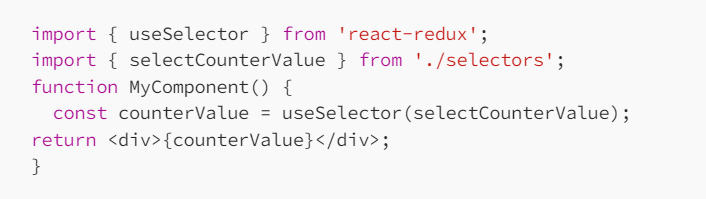 import { useSelector } from 'react-redux';
import { selectCounterValue } from './selectors';
function MyComponent() {
  const counterValue = useSelector(selectCounterValue);
return <div>{counterValue}</div>;
}